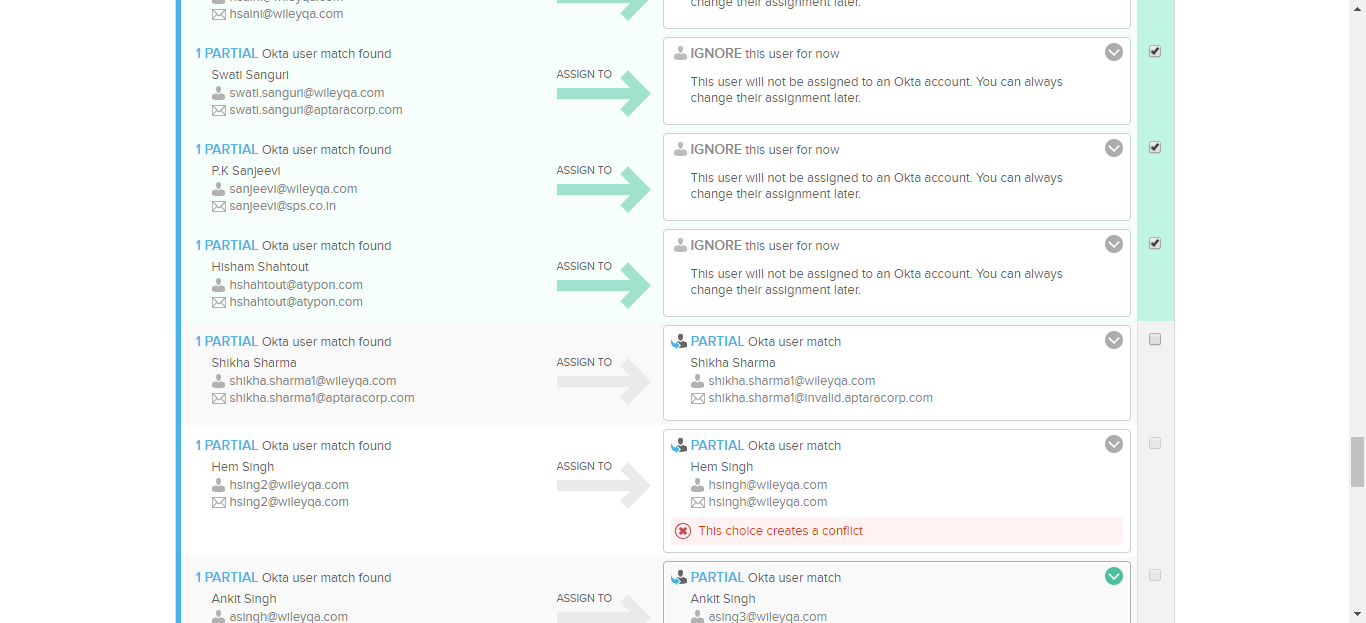 hsaini@wileyqa.com
change their assignment later.
1 PARTIAL Okta user match found
Swati Sanguri
swati.sanguri@wileyqa.com
swati.sanguri@aptaracorp.com
ASSIGN TO
IGNORE this user for now
This user will not be assigned to an Okta account. You can always
change their assignment later.
1 PARTIAL Okta user match found
P.K Sanjeevi
sanjeevi@wileyqa.com
sanjeevi@sps.co.in
ASSIGN TO
IGNORE this user for now
This user will not be assigned to an Okta account. You can always
change their assignment later.
1 PARTIAL Okta user match found
Hisham Shahtout
hshahtout@atypon.com
hshahtout@atypon.com
ASSIGN TO
IGNORE this user for now
This user will not be assigned to an Okta account. You can always
change their assignment later.
1 PARTIAL Okta user match found
Shikha Sharma
shikha.sharma1@wileyqa.com
shikha.sharma1@aptaracorp.com
ASSIGN TO
PARTIAL Okta user match
Shikha Sharma
shikha.sharma1@wileyqa.com
shikha.sharma1@invalid.aptaracorp.com
1 PARTIAL Okta user match found
Hem Singh
hsing2@wileyqa.com
hsing2@wileyqa.com
ASSIGN TO
PARTIAL Okta user match
Hem Singh
hsingh@wileyqa.com
hsingh@wileyqa.com
This choice creates a conflict
1 PARTIAL Okta user match found
Ankit Singh
asingh@wileyqa.com
ASSIGN TO
PARTIAL Okta user match
Ankit Singh
asing3@wileyqa.com